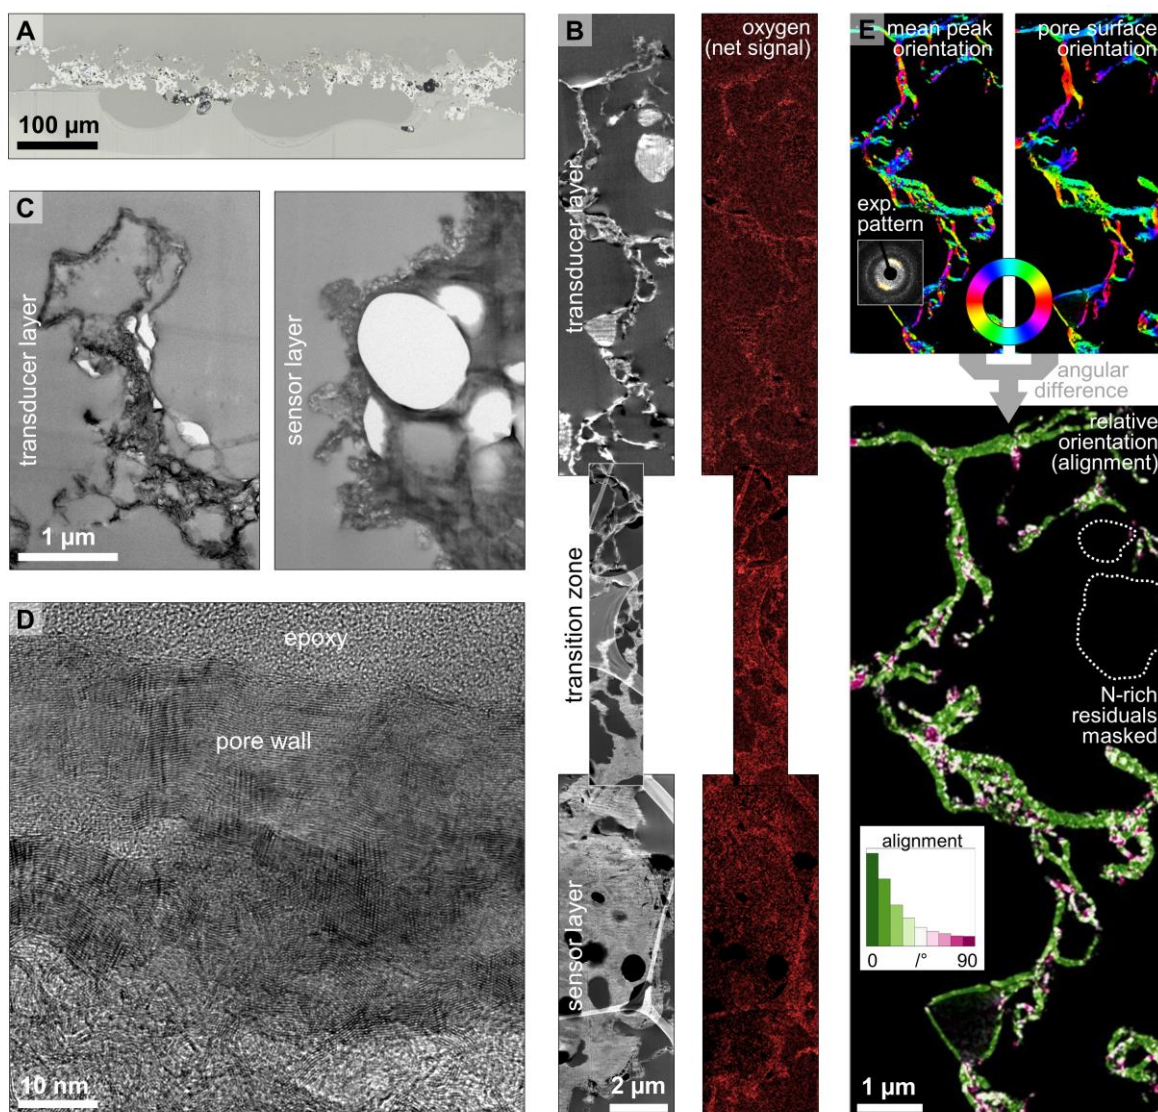 A
100 µm
C
transducer layer
1 µm
sensor layer
D
epoxy
pore wall
10 nm
B
transducer layer
transition zone
sensor layer
2 µm
oxygen
(net signal)
E
mean peak
orientation
pore surface
orientation
exp.
pattern
angular
difference
relative
orientation
(alignment)
N-rich
residuals
masked
alignment
0 /° 90
1 µm